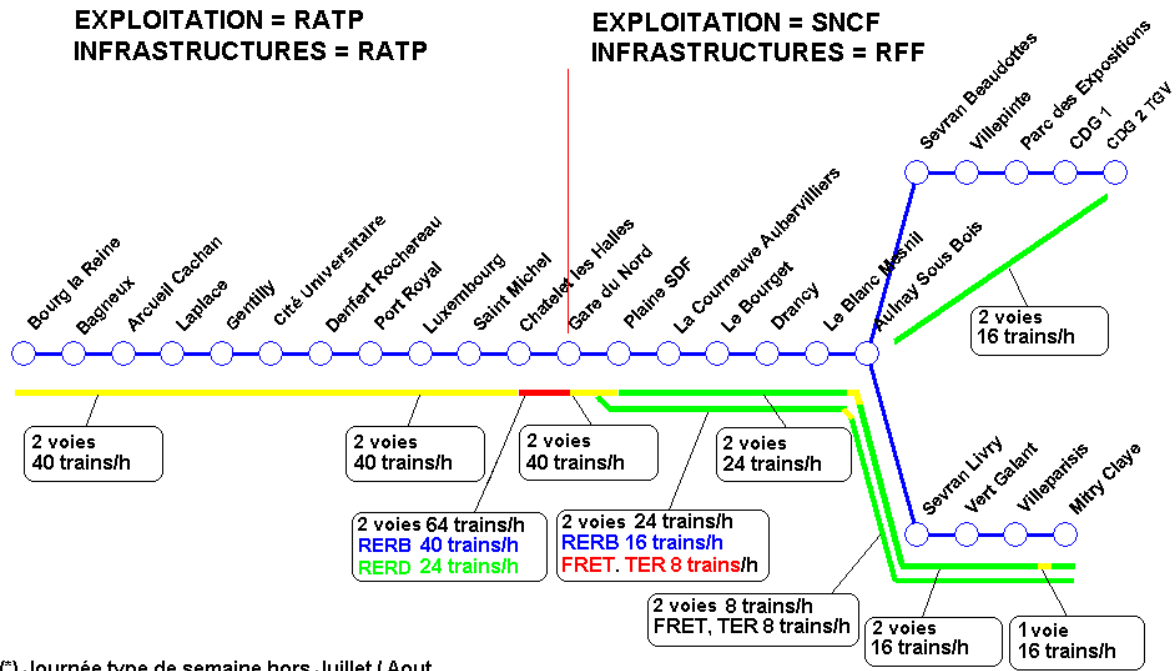 EXPLOITATION = RATP
INFRASTRUCTURES = RATP
EXPLOITATION = SNCF
INFRASTRUCTURES = RFF
Sevran Beaudottes
Villepinte
Parc des Expositions
CDG 1
CDG 2 TGV
Bourg la Reine
Bagneux
Arcueil Cachan
Laplace
Gentilly
Cité Universitaire
Denfert Rochereau
Port Royal
Luxembourg
Saint Michel
Chatelet les Halles
Gare du Nord
Plaine SDF
La Courneuve Aubervilliers
Le Bourget
Drancy
Le Blanc Mesnil
Aulnay Sous Bois
2 voies
16 trains/h
2 voies
40 trains/h
2 voies
40 trains/h
2 voies
40 trains/h
2 voies
24 trains/h
Sevran Livry
Vert Galant
Villeparisis
Mitry Claye
2 voies 64 trains/h
RERB 40 trains/h
RERD 24 trains/h
2 voies 24 trains/h
RERB 16 trains/h
FRET. TER 8 trains/h
2 voies 8 trains/h
FRET, TER 8 trains/h
2 voies
16 trains/h
1 voie
16 trains/h
(*) Journée type de semaine hors Juillet / Aout